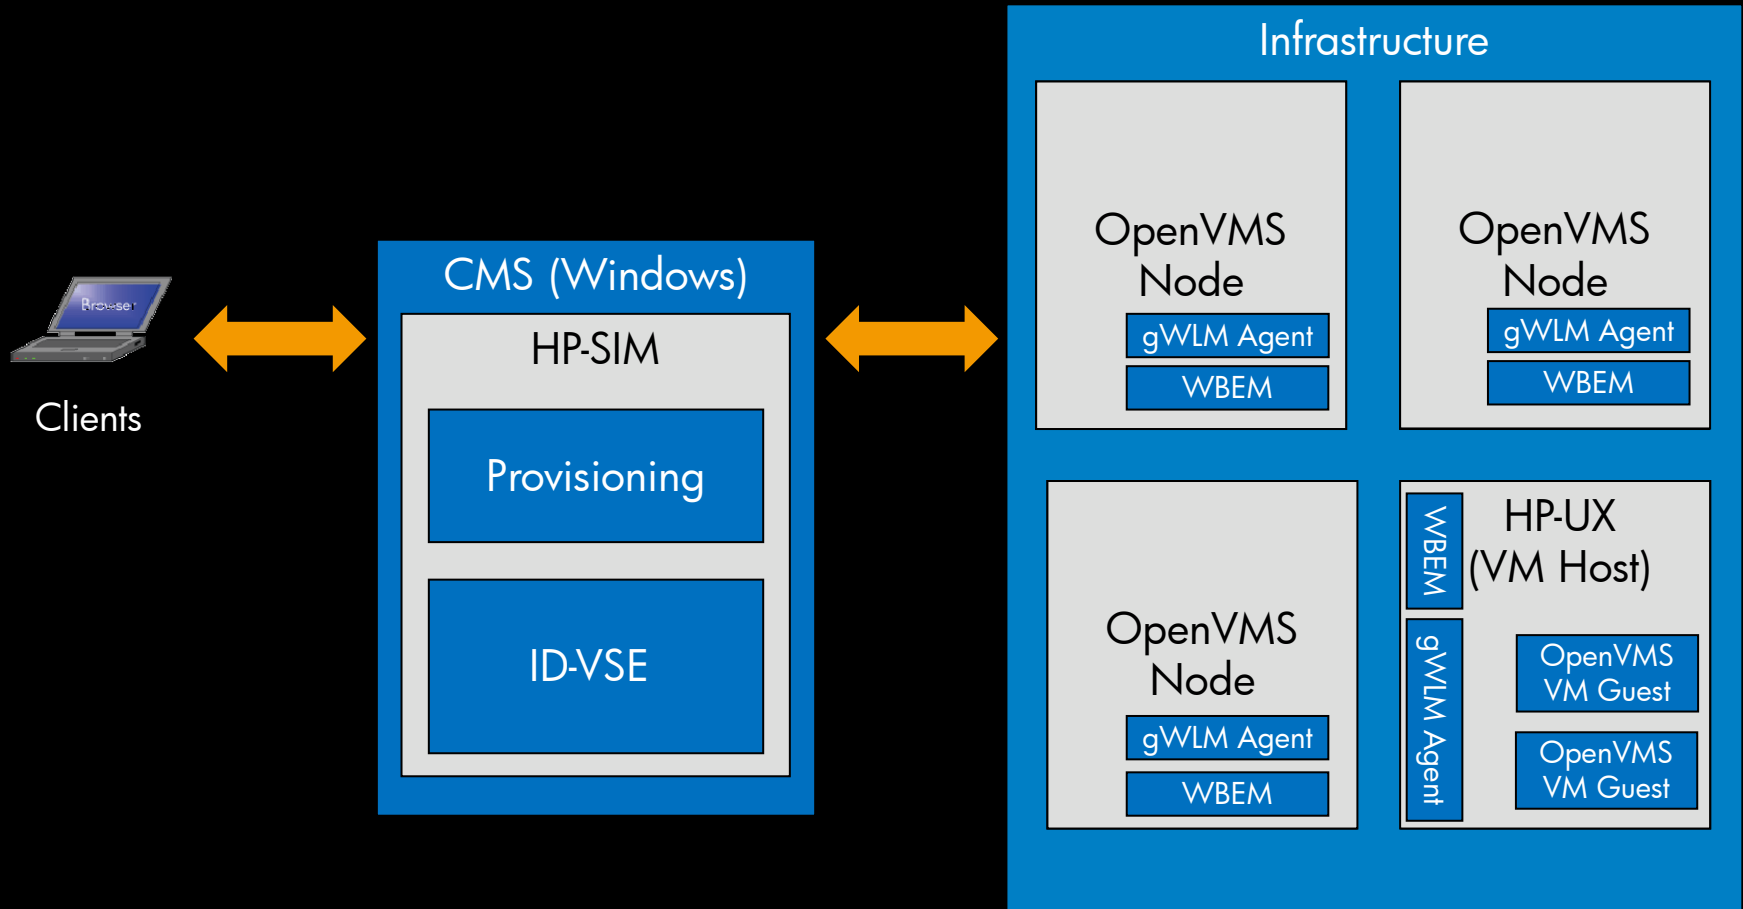 Infrastructure
OpenVMS
Node
gWLM Agent
WBEM
OpenVMS
Node
gWLM Agent
WBEM
CMS (Windows)
HP-SIM
Provisioning
ID-VSE
Browser
Clients
OpenVMS
Node
gWLM Agent
WBEM
HP-UX
(VM Host)
WBEM
gWLM Agent
OpenVMS
VM Guest
OpenVMS
VM Guest